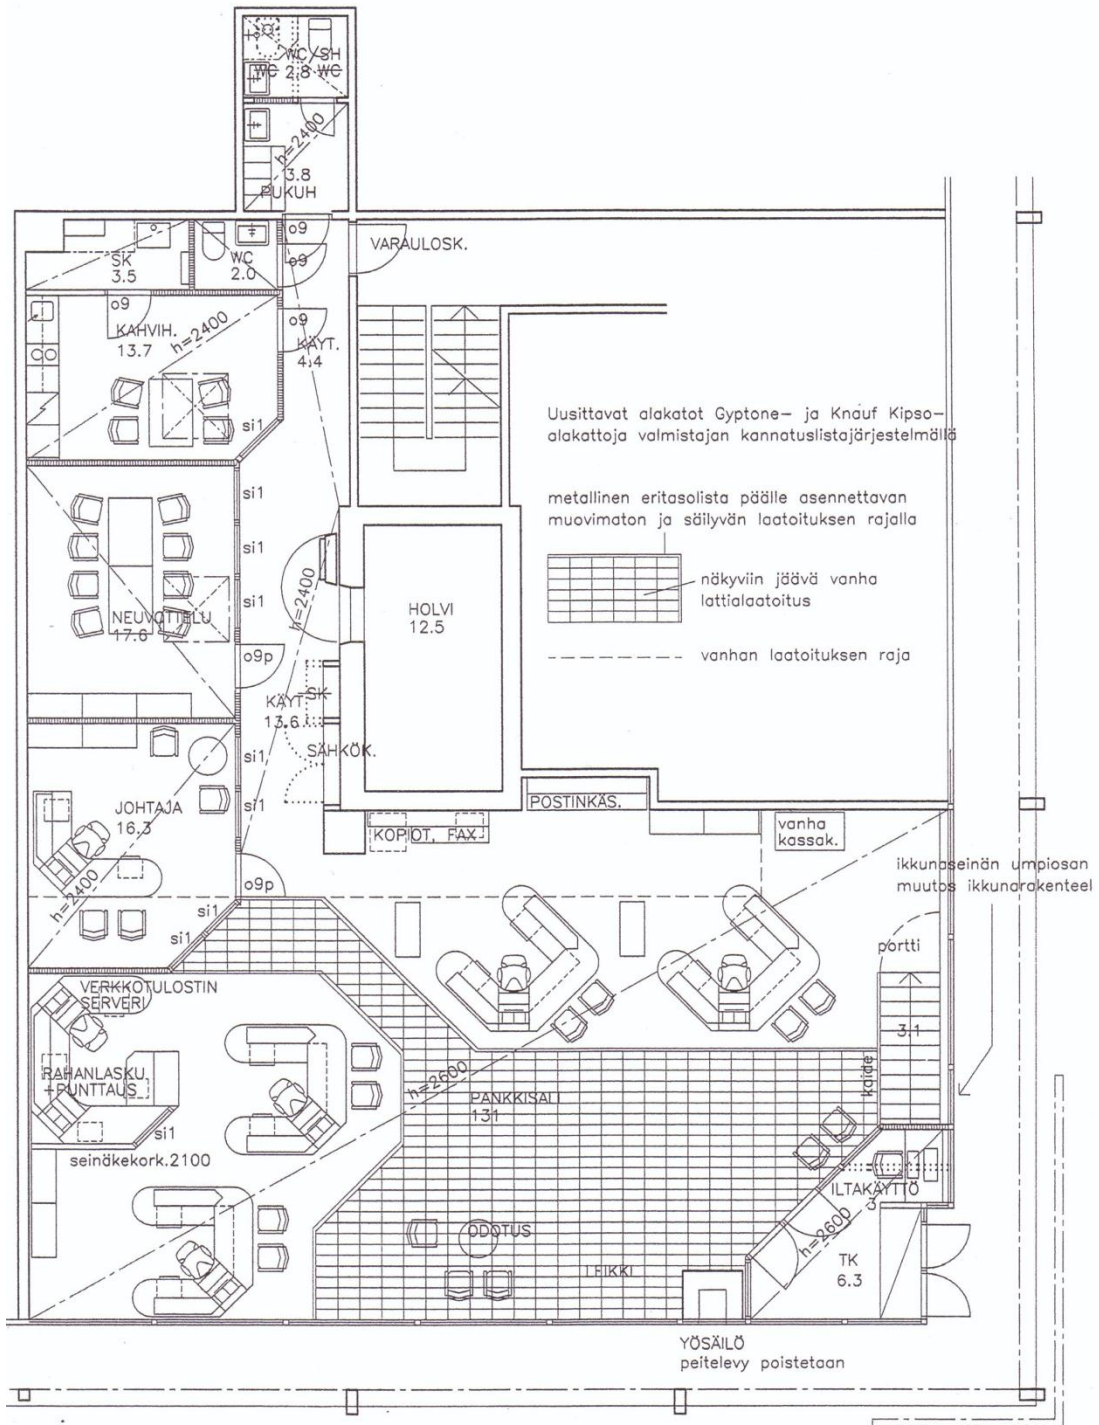 WC/SH
WC 2.8 WC
h=2400
3.8
PUKUH
o9
VARAULOSK.
SK
3.5
WC
2.0
o9
o9
KAHVIH.
13.7
h=2400
o9
KÄYT.
4.4
si1
Uusittavat alakatot Gyptone- ja Knauf Kipso-
alakattoja valmistajan kannatuslistajärjestelmällä
si1
metallinen eritasolista päälle asennettavan
muovimaton ja säilyvän laatoituksen rajalla
si1
näkyviin jäävä vanha
lattialaatoitus
si1
h=2400
HOLVI
12.5
NEUVOTTELU
17.6
o9p
vanhan laatoituksen raja
SK
KÄYT
13.6
SÄHKÖK.
si1
si1
JOHTAJA
16.3
h=2400
POSTINKÄS.
KOPIOT, FAX
vanha
kassak.
ikkunaseinän umpiosan
muutos ikkunarakenteel
o9p
si1
si1
portti
VERKKOTULOSTIN
SERVERI
3.1
kaide
RAHANLASKU
+PUNTTAUS
h=2600
PANKKISALI
131
si1
seinäkekork.2100
ILTAKÄYTTÖ
3
h=2600
ODOTUS
LEIKKI
TK
6.3
YÖSÄILÖ
peitelevy poistetaan